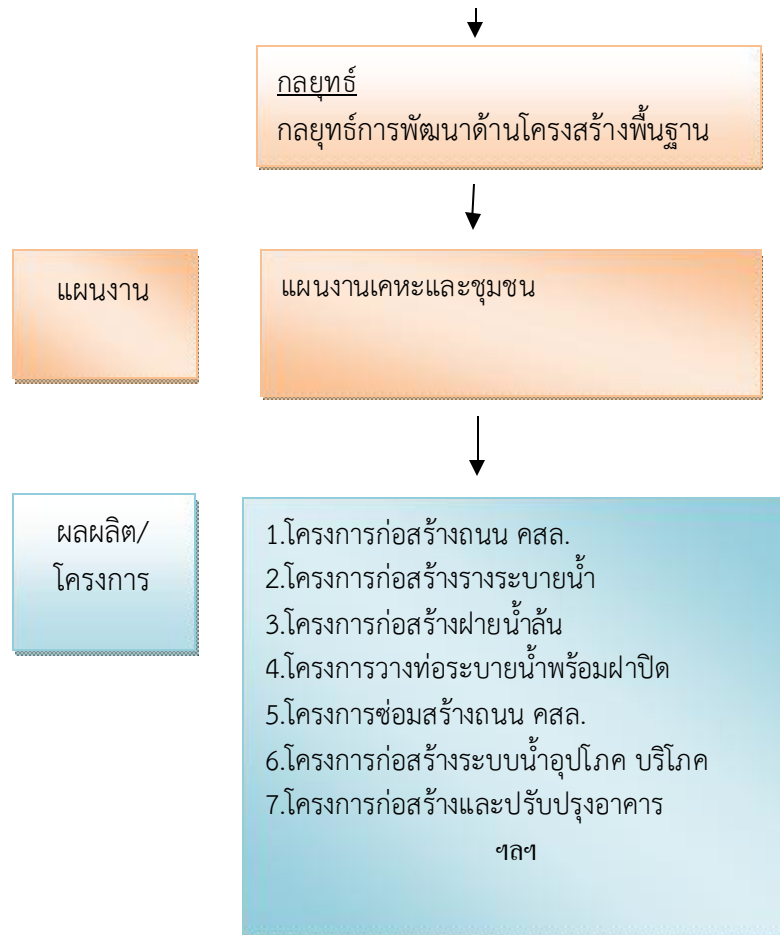 กลยุทธ์
กลยุทธ์การพัฒนาด้านโครงสร้างพื้นฐาน
แผนงาน
แผนงานเคหะและชุมชน
ผลผลิต/
โครงการ
1.โครงการก่อสร้างถนน คสล.
2.โครงการก่อสร้างรางระบายน้ำ
3.โครงการก่อสร้างฝายน้ำล้น
4.โครงการวางท่อระบายน้ำพร้อมฝาปิด
5.โครงการซ่อมสร้างถนน คสล.
6.โครงการก่อสร้างระบบน้ำอุปโภค บริโภค
7.โครงการก่อสร้างและปรับปรุงอาคาร
ฯลฯ